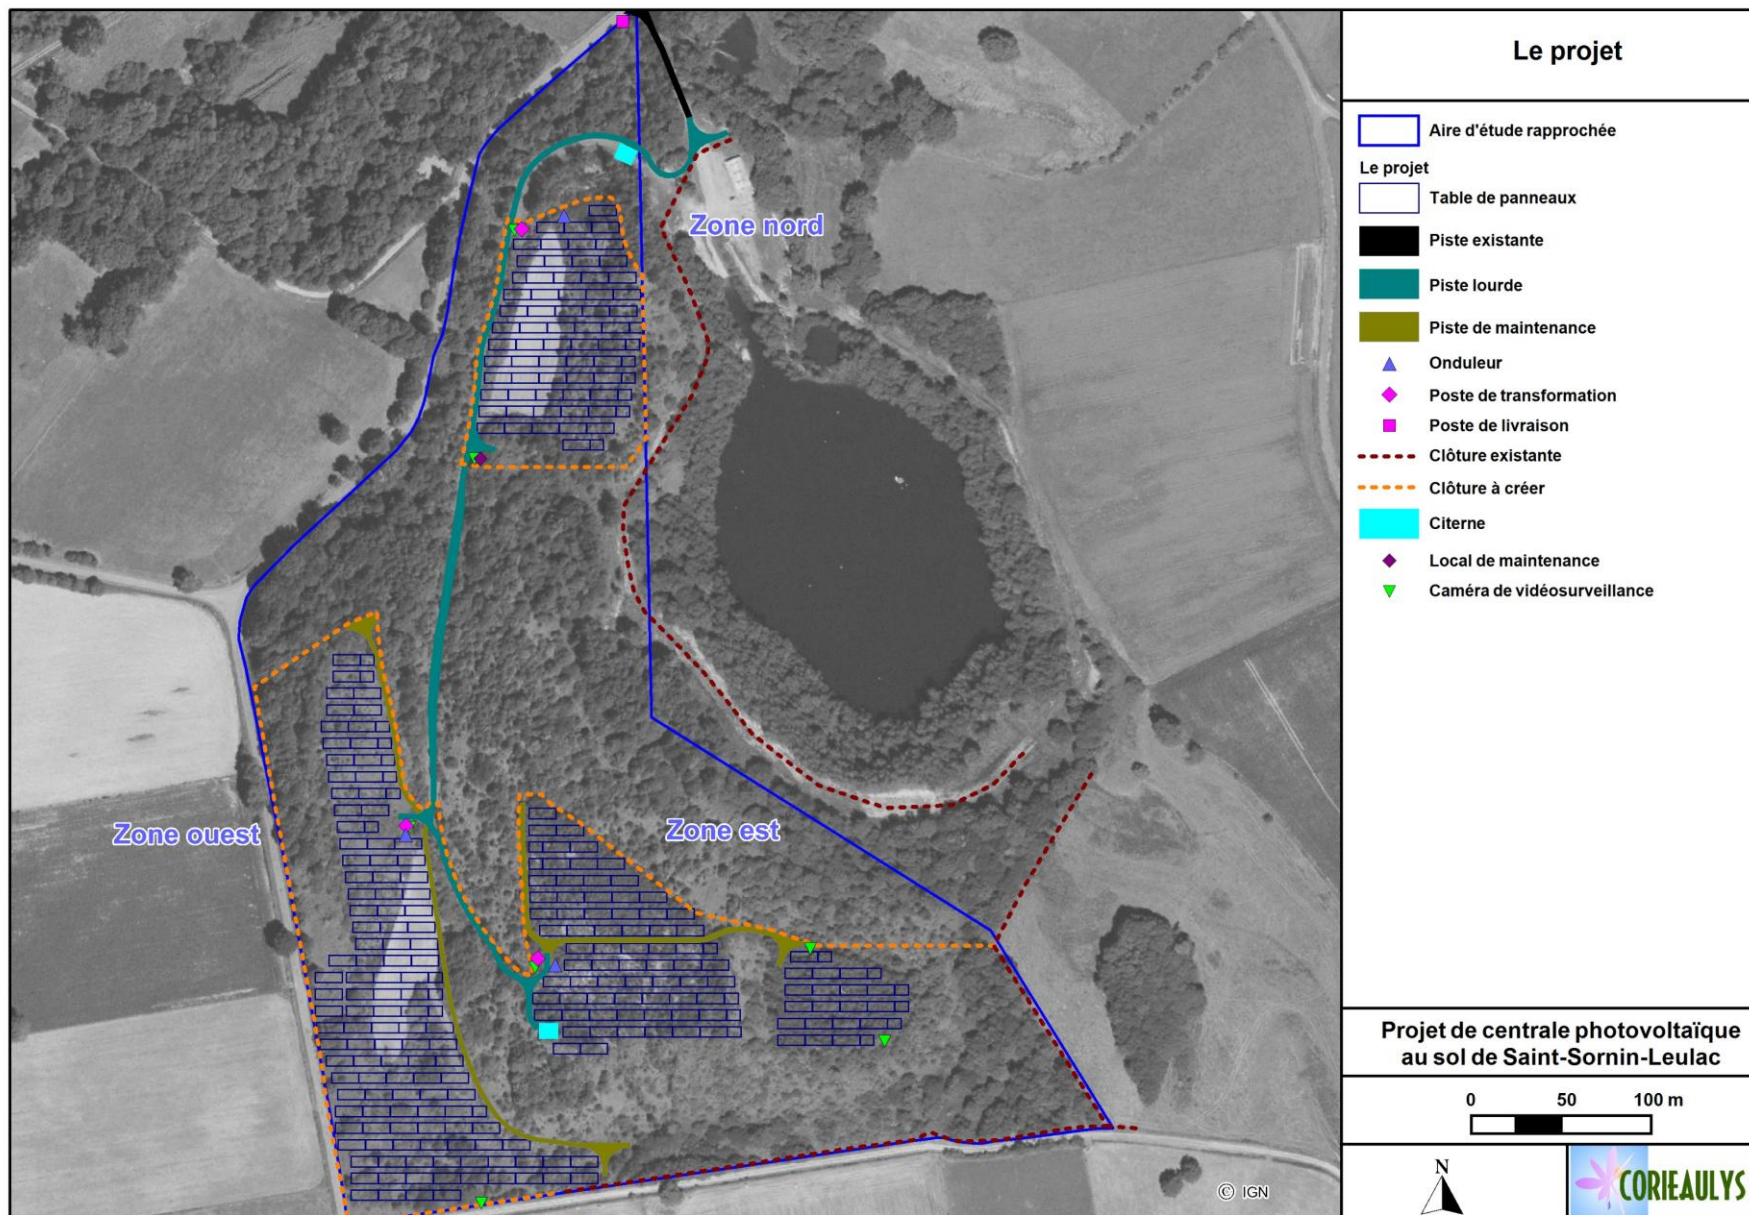 Zone nord
Zone ouest
Zone est
© IGN
Le projet
Aire d'étude rapprochée
Le projet
Table de panneaux
Piste existante
Piste lourde
Piste de maintenance
Onduleur
Poste de transformation
Poste de livraison
Clôture existante
Clôture à créer
Citerne
Local de maintenance
Caméra de vidéosurveillance
Projet de centrale photovoltaïque
au sol de Saint-Sornin-Leulac
0 50 100 m
N
CORIEAULYS